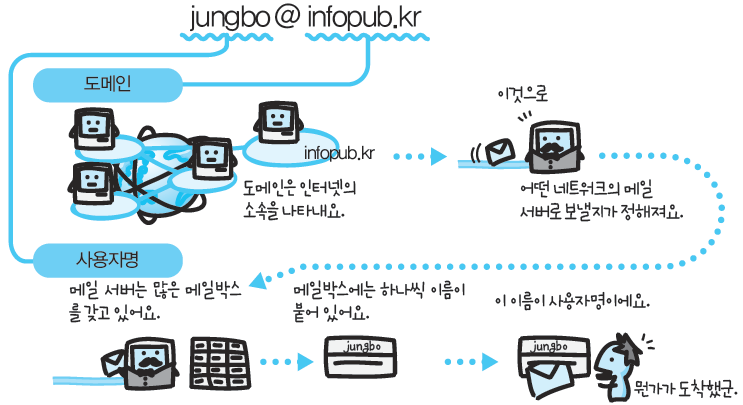 jungbo@infopub.kr
도메인
infopub.kr
도메인은 인터넷의
소속을 나타내요.
이것으로
어떤 네트워크의 메일
서버로 보낼지가 정해져요.
사용자명
메일 서버는 많은 메일박스
를 갖고 있어요.
메일박스에는 하나씩 이름이
붙어 있어요.
jungbo
이 이름이 사용자명이에요.
jungbo
뭔가가 도착했군.